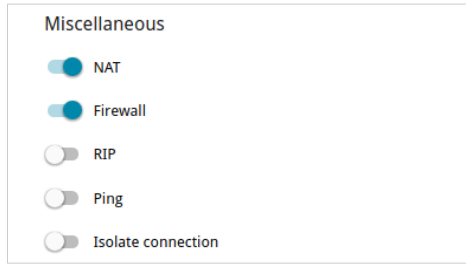 Miscellaneous
NAT
Firewall
RIP
Ping
Isolate connection